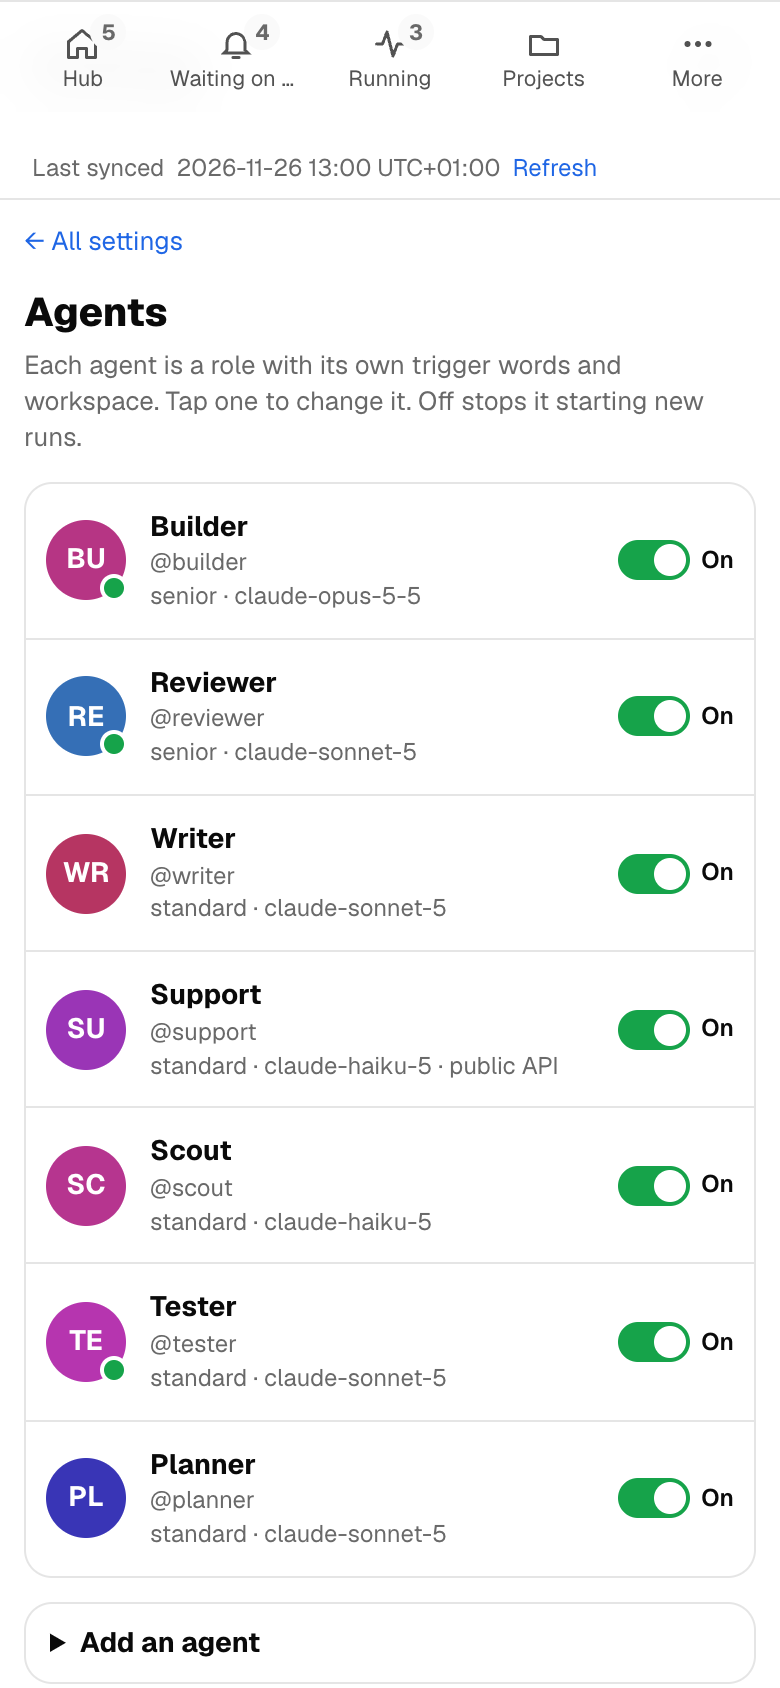 5
Hub
4
Waiting on ...
3
Running
Projects
More
Last synced 2026-11-26 13:00 UTC+01:00 Refresh
← All settings
Agents
Each agent is a role with its own trigger words and
workspace. Tap one to change it. Off stops it starting new
runs.
BU
Builder
@builder
senior · claude-opus-5-5
On
RE
Reviewer
@reviewer
senior · claude-sonnet-5
On
WR
Writer
@writer
standard · claude-sonnet-5
On
SU
Support
@support
standard · claude-haiku-5 · public API
On
SC
Scout
@scout
standard · claude-haiku-5
On
TE
Tester
@tester
standard · claude-sonnet-5
On
PL
Planner
@planner
standard · claude-sonnet-5
On
▶ Add an agent